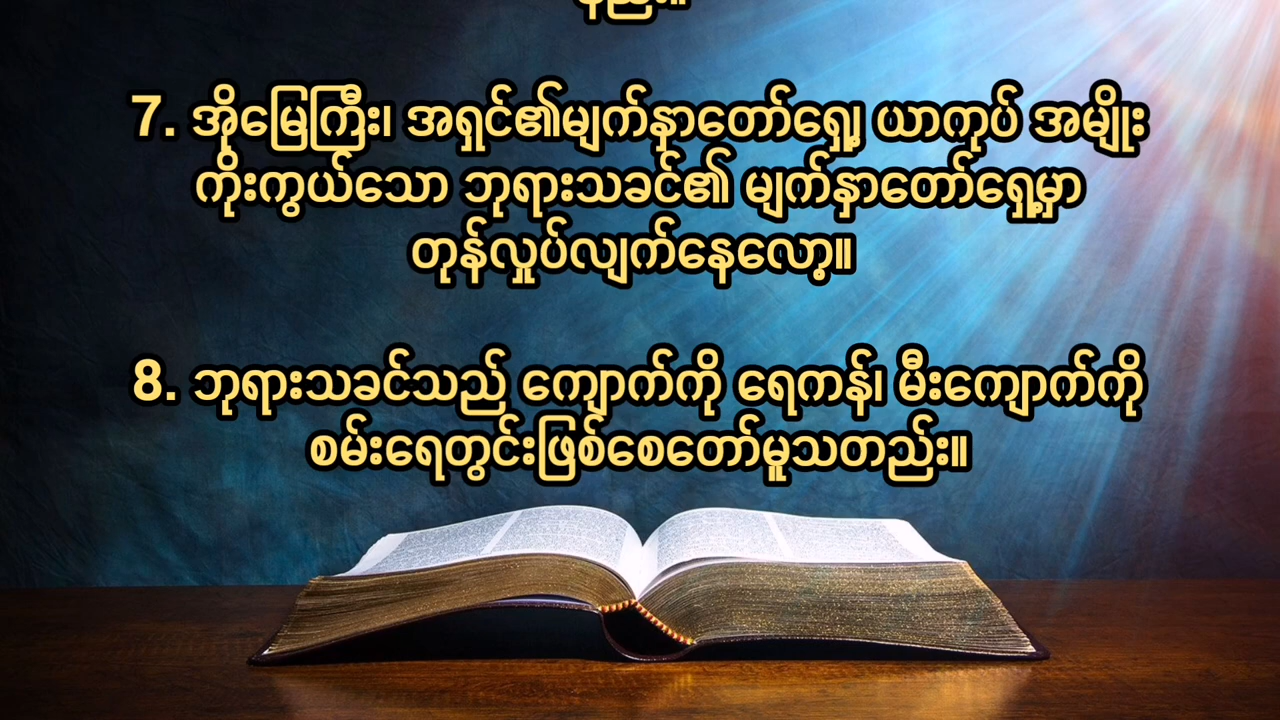 7. အိုမြေကြီး၊ အရှင်၏မျက်နှာတော်ရှေ့၊ ယာကုပ် အမျိုး
ကိုးကွယ်သော ဘုရားသခင်၏ မျက်နှာတော်ရှေ့မှာ
တုန်လှုပ်လျက်နေလော့။
8. ဘုရားသခင်သည် ကျောက်ကို ရေကန်၊ မီးကျောက်ကို
စမ်းရေတွင်းဖြစ်စေတော်မူသတည်း။